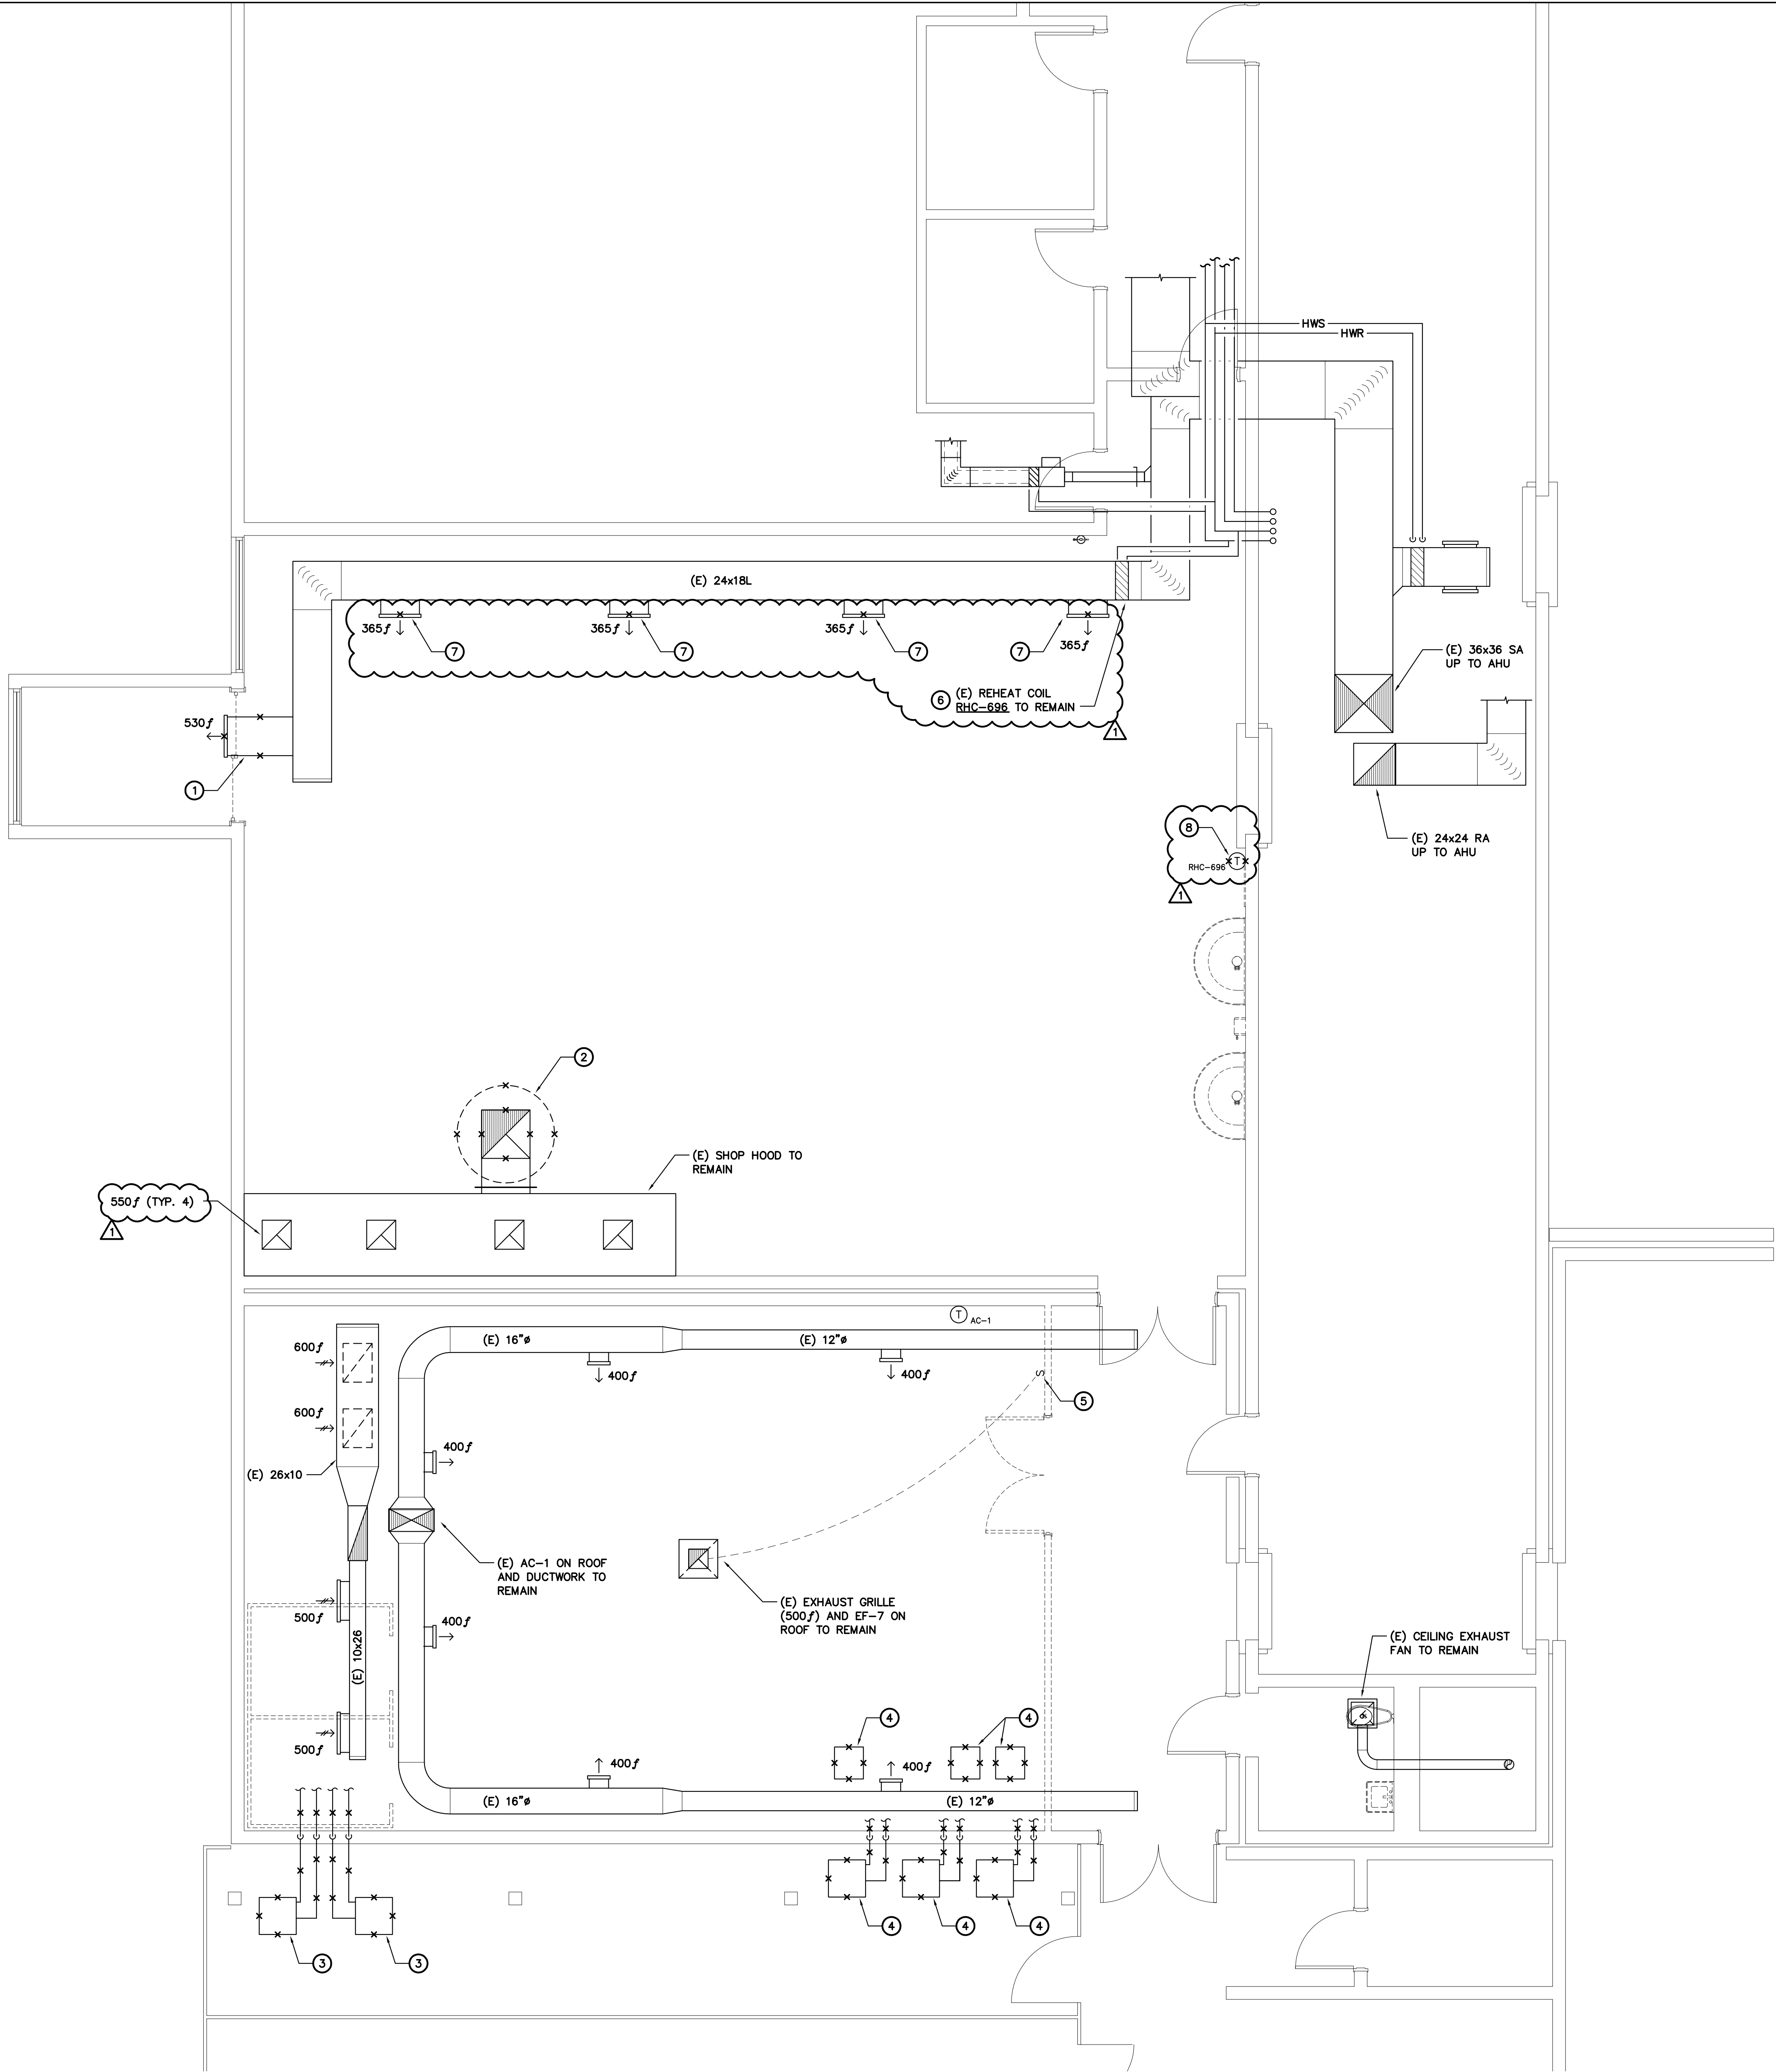 HWS
HWR
(E) 24x18L
365ƒ
365ƒ
365ƒ
365ƒ
7
7
7
7
6
(E) REHEAT COIL
RHC-696 TO REMAIN
1
(E) 36x36 SA
UP TO AHU
530ƒ
1
(E) 24x24 RA
UP TO AHU
8
RHC-696
T
1
2
(E) SHOP HOOD TO
REMAIN
550ƒ (TYP. 4)
1
T
AC-1
600ƒ
600ƒ
(E) 26x10
(E) 16"ø
(E) 12"ø
400ƒ
400ƒ
S
5
400ƒ
(E) AC-1 ON ROOF
AND DUCTWORK TO
REMAIN
500ƒ
(E) 10x26
500ƒ
400ƒ
(E) EXHAUST GRILLE
(500ƒ) AND EF-7 ON
ROOF TO REMAIN
(E) CEILING EXHAUST
FAN TO REMAIN
4
4
400ƒ
400ƒ
(E) 16"ø
(E) 12"ø
4
4
4
3
3